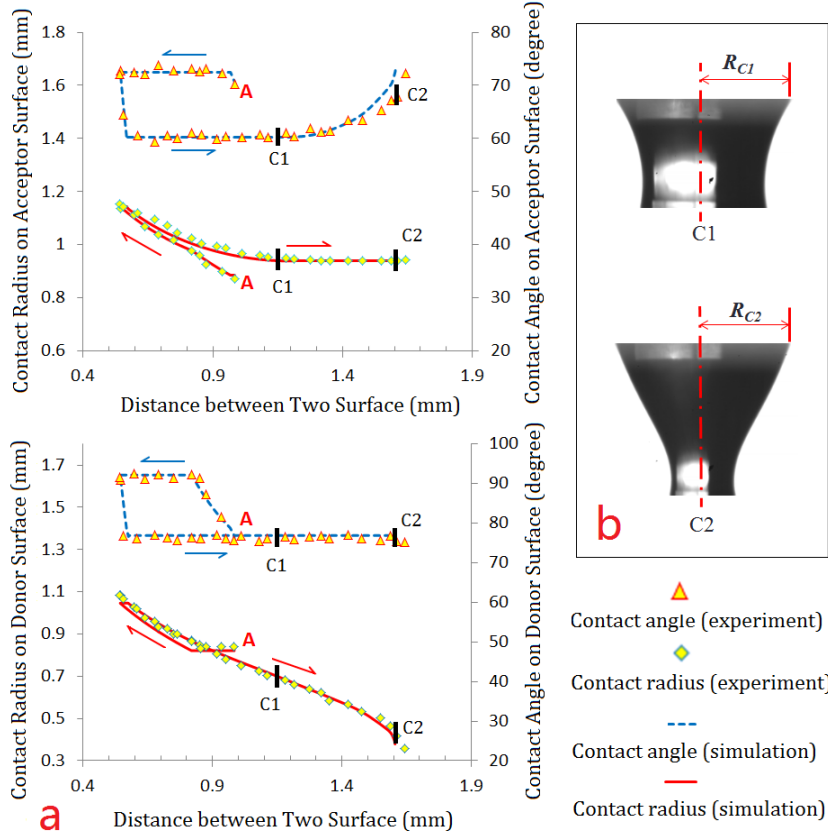 Contact Radius on Acceptor Surface (mm)
1.8
1.6
1.4
1.2
1
0.8
0.6
90
80
70
60
50
40
30
20
Contact Angle on Acceptor Surface (degree)
A
C2
C1
A
C1
C2
0.4
0.9
1.4
1.9
Distance between Two Surface (mm)
Contact Radius on Donor Surface (mm)
1.7
1.5
1.3
1.1
0.9
0.7
0.5
0.3
100
90
80
70
60
50
40
30
20
Contact Angle on Donor Surface (degree)
A
C1
C2
A
C1
C2
0.4
0.9
1.4
1.9
Distance between Two Surface (mm)
a
RC1
C1
RC2
C2
b
Contact angle (experiment)
Contact radius (experiment)
Contact angle (simulation)
Contact radius (simulation)